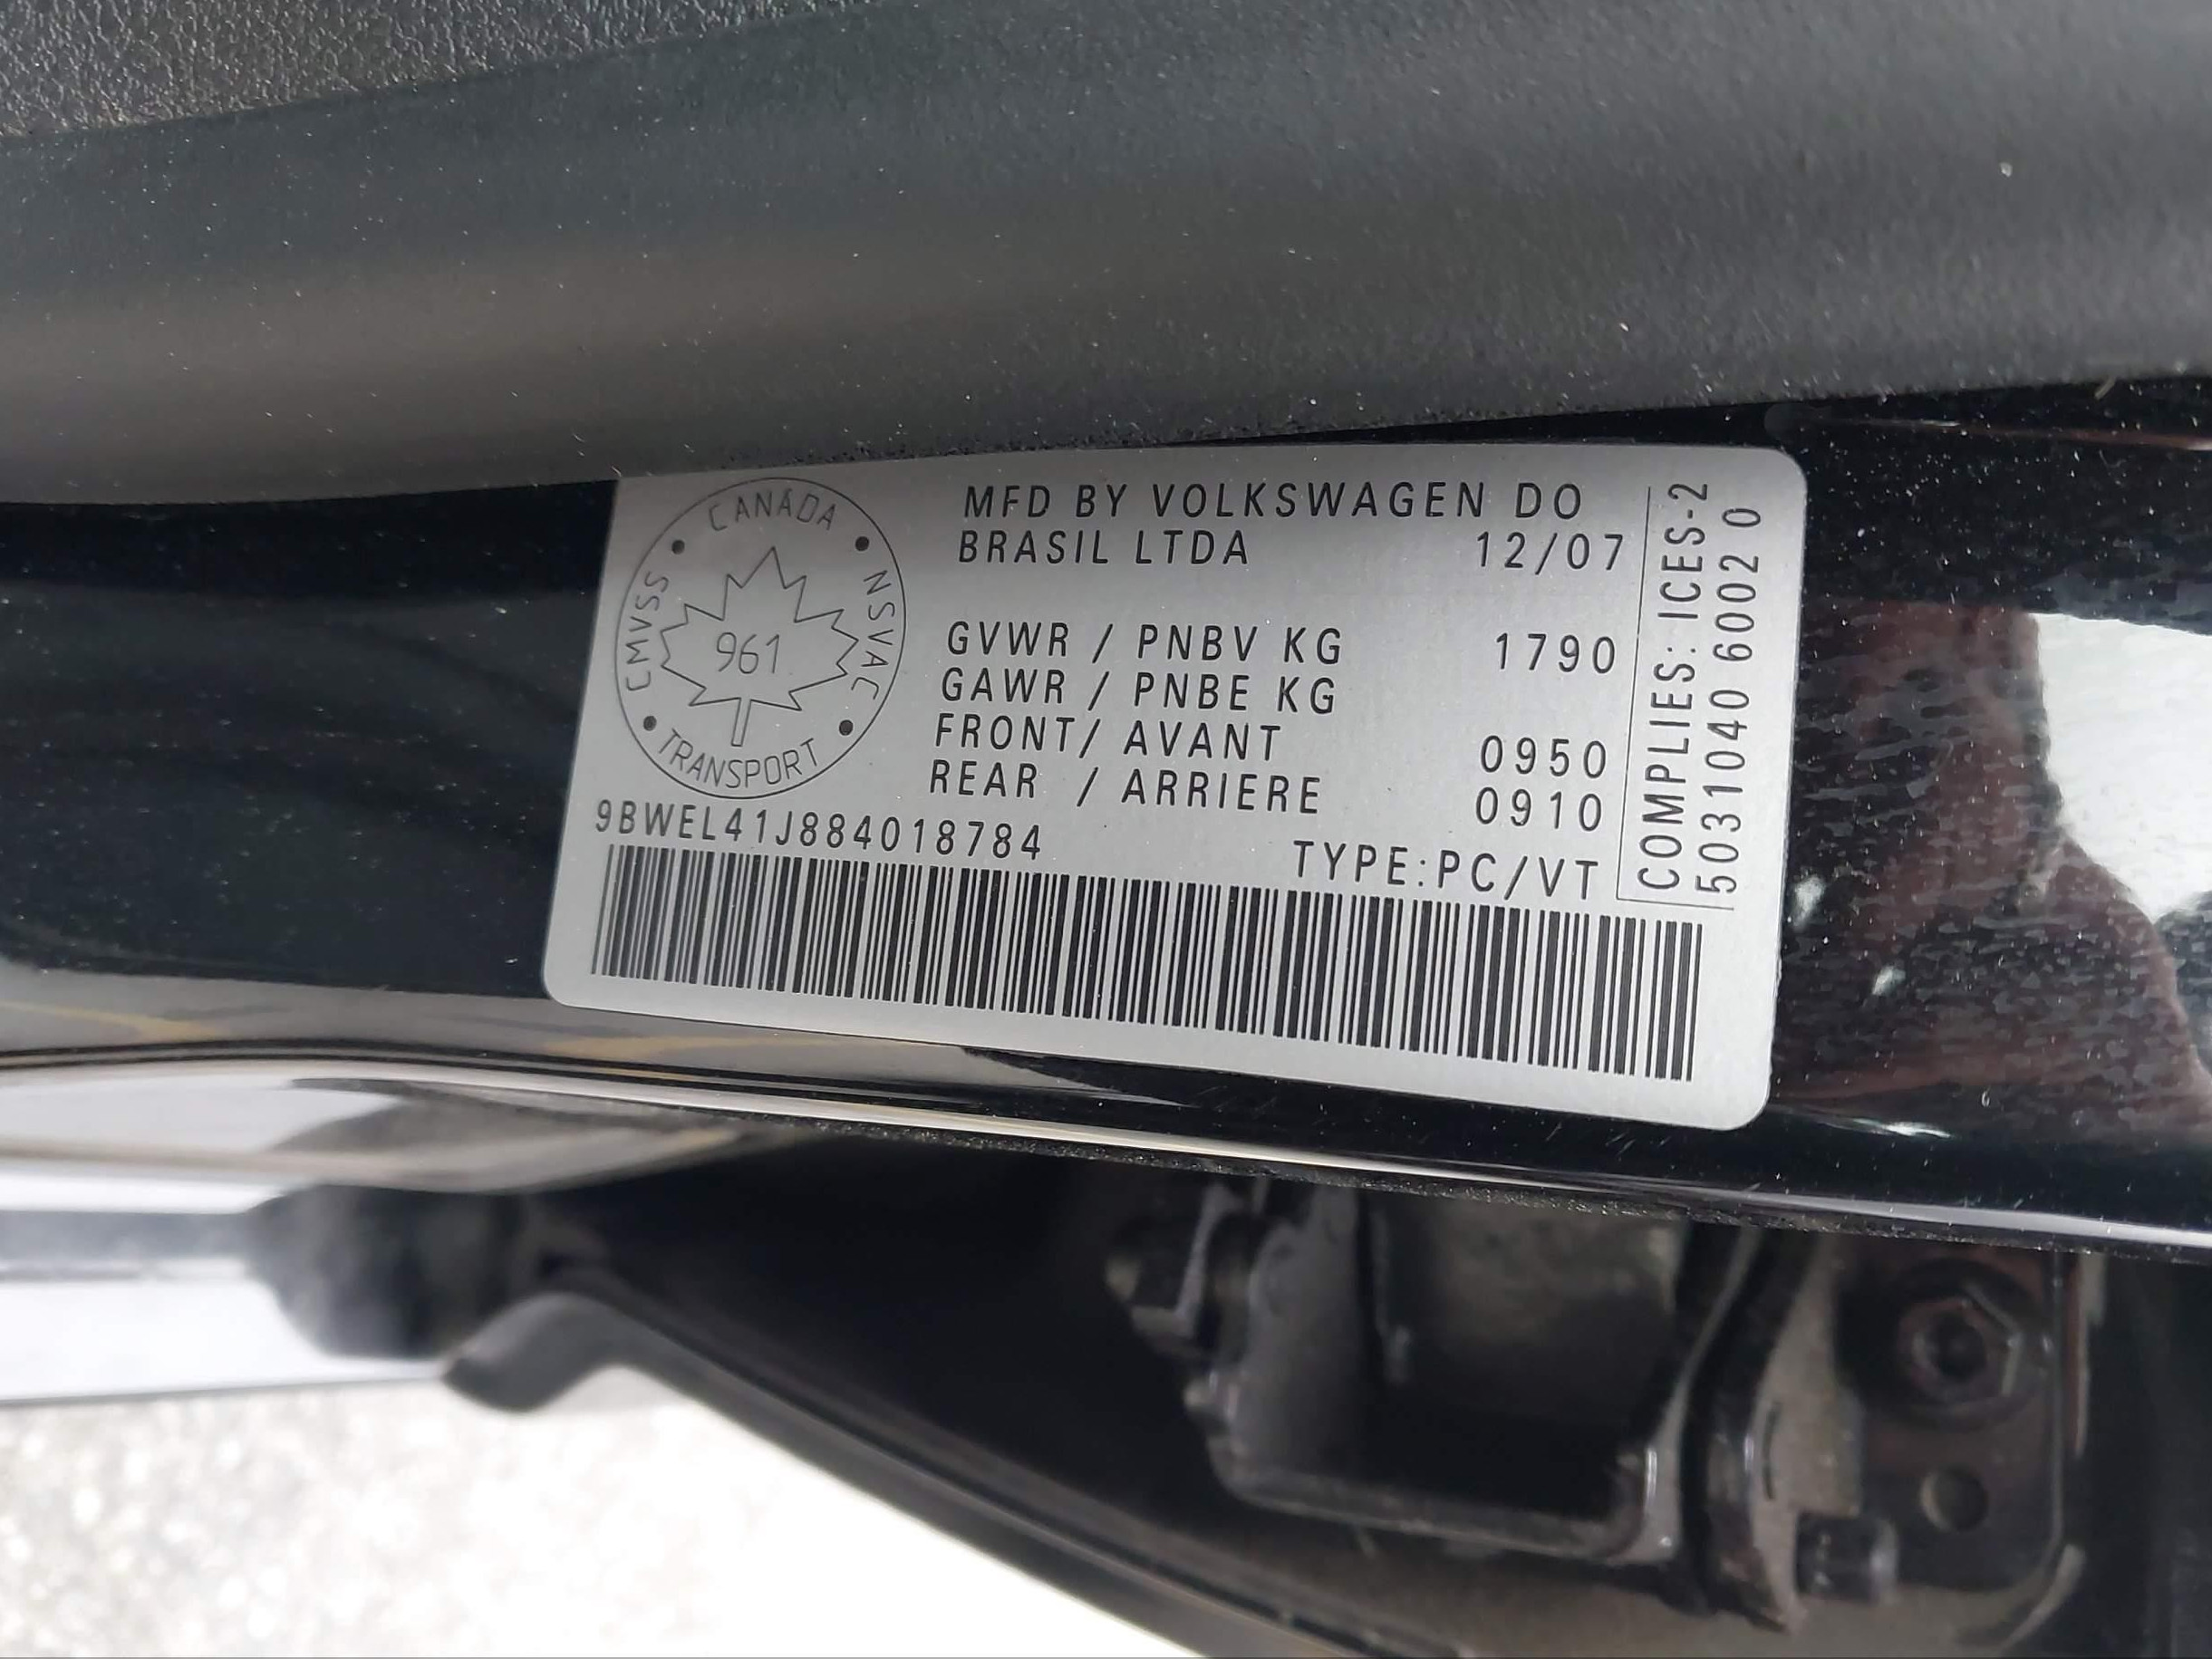 CANADA
CMVSS
NSVAC
961
TRANSPORT
MFD BY VOLKSWAGEN DO
BRASIL LTDA 12/07
GVWR / PNBV KG 1790
GAWR / PNBE KG
FRONT/ AVANT 0950
REAR / ARRIERE 0910
9BWEL41J884018784
TYPE:PC/VT
COMPLIES: ICES-2
5031040 6002 0